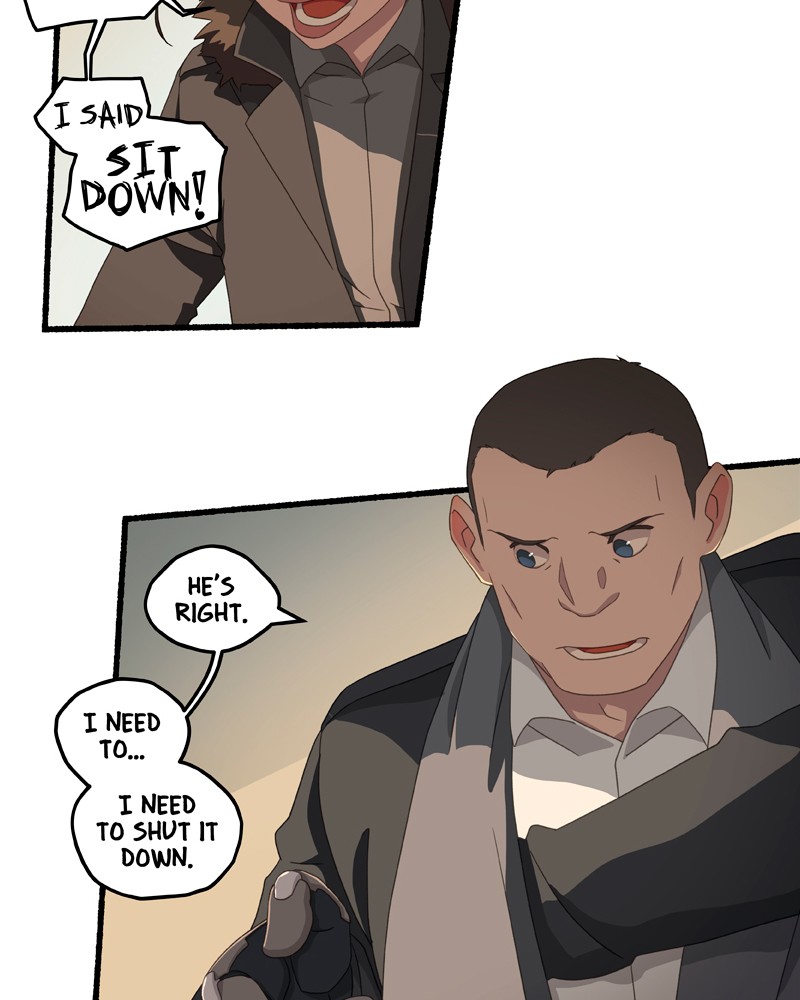 I SAID
SIT
DOWN!
HE'S
RIGHT.
I NEED
TO...
I NEED
TO SHUT IT
DOWN.